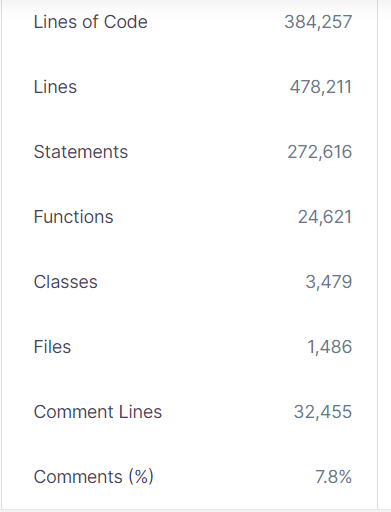 Lines of Code 384,257
Lines 478,211
Statements 272,616
Functions 24,621
Classes 3,479
Files 1,486
Comment Lines 32,455
Comments (%) 7.8%